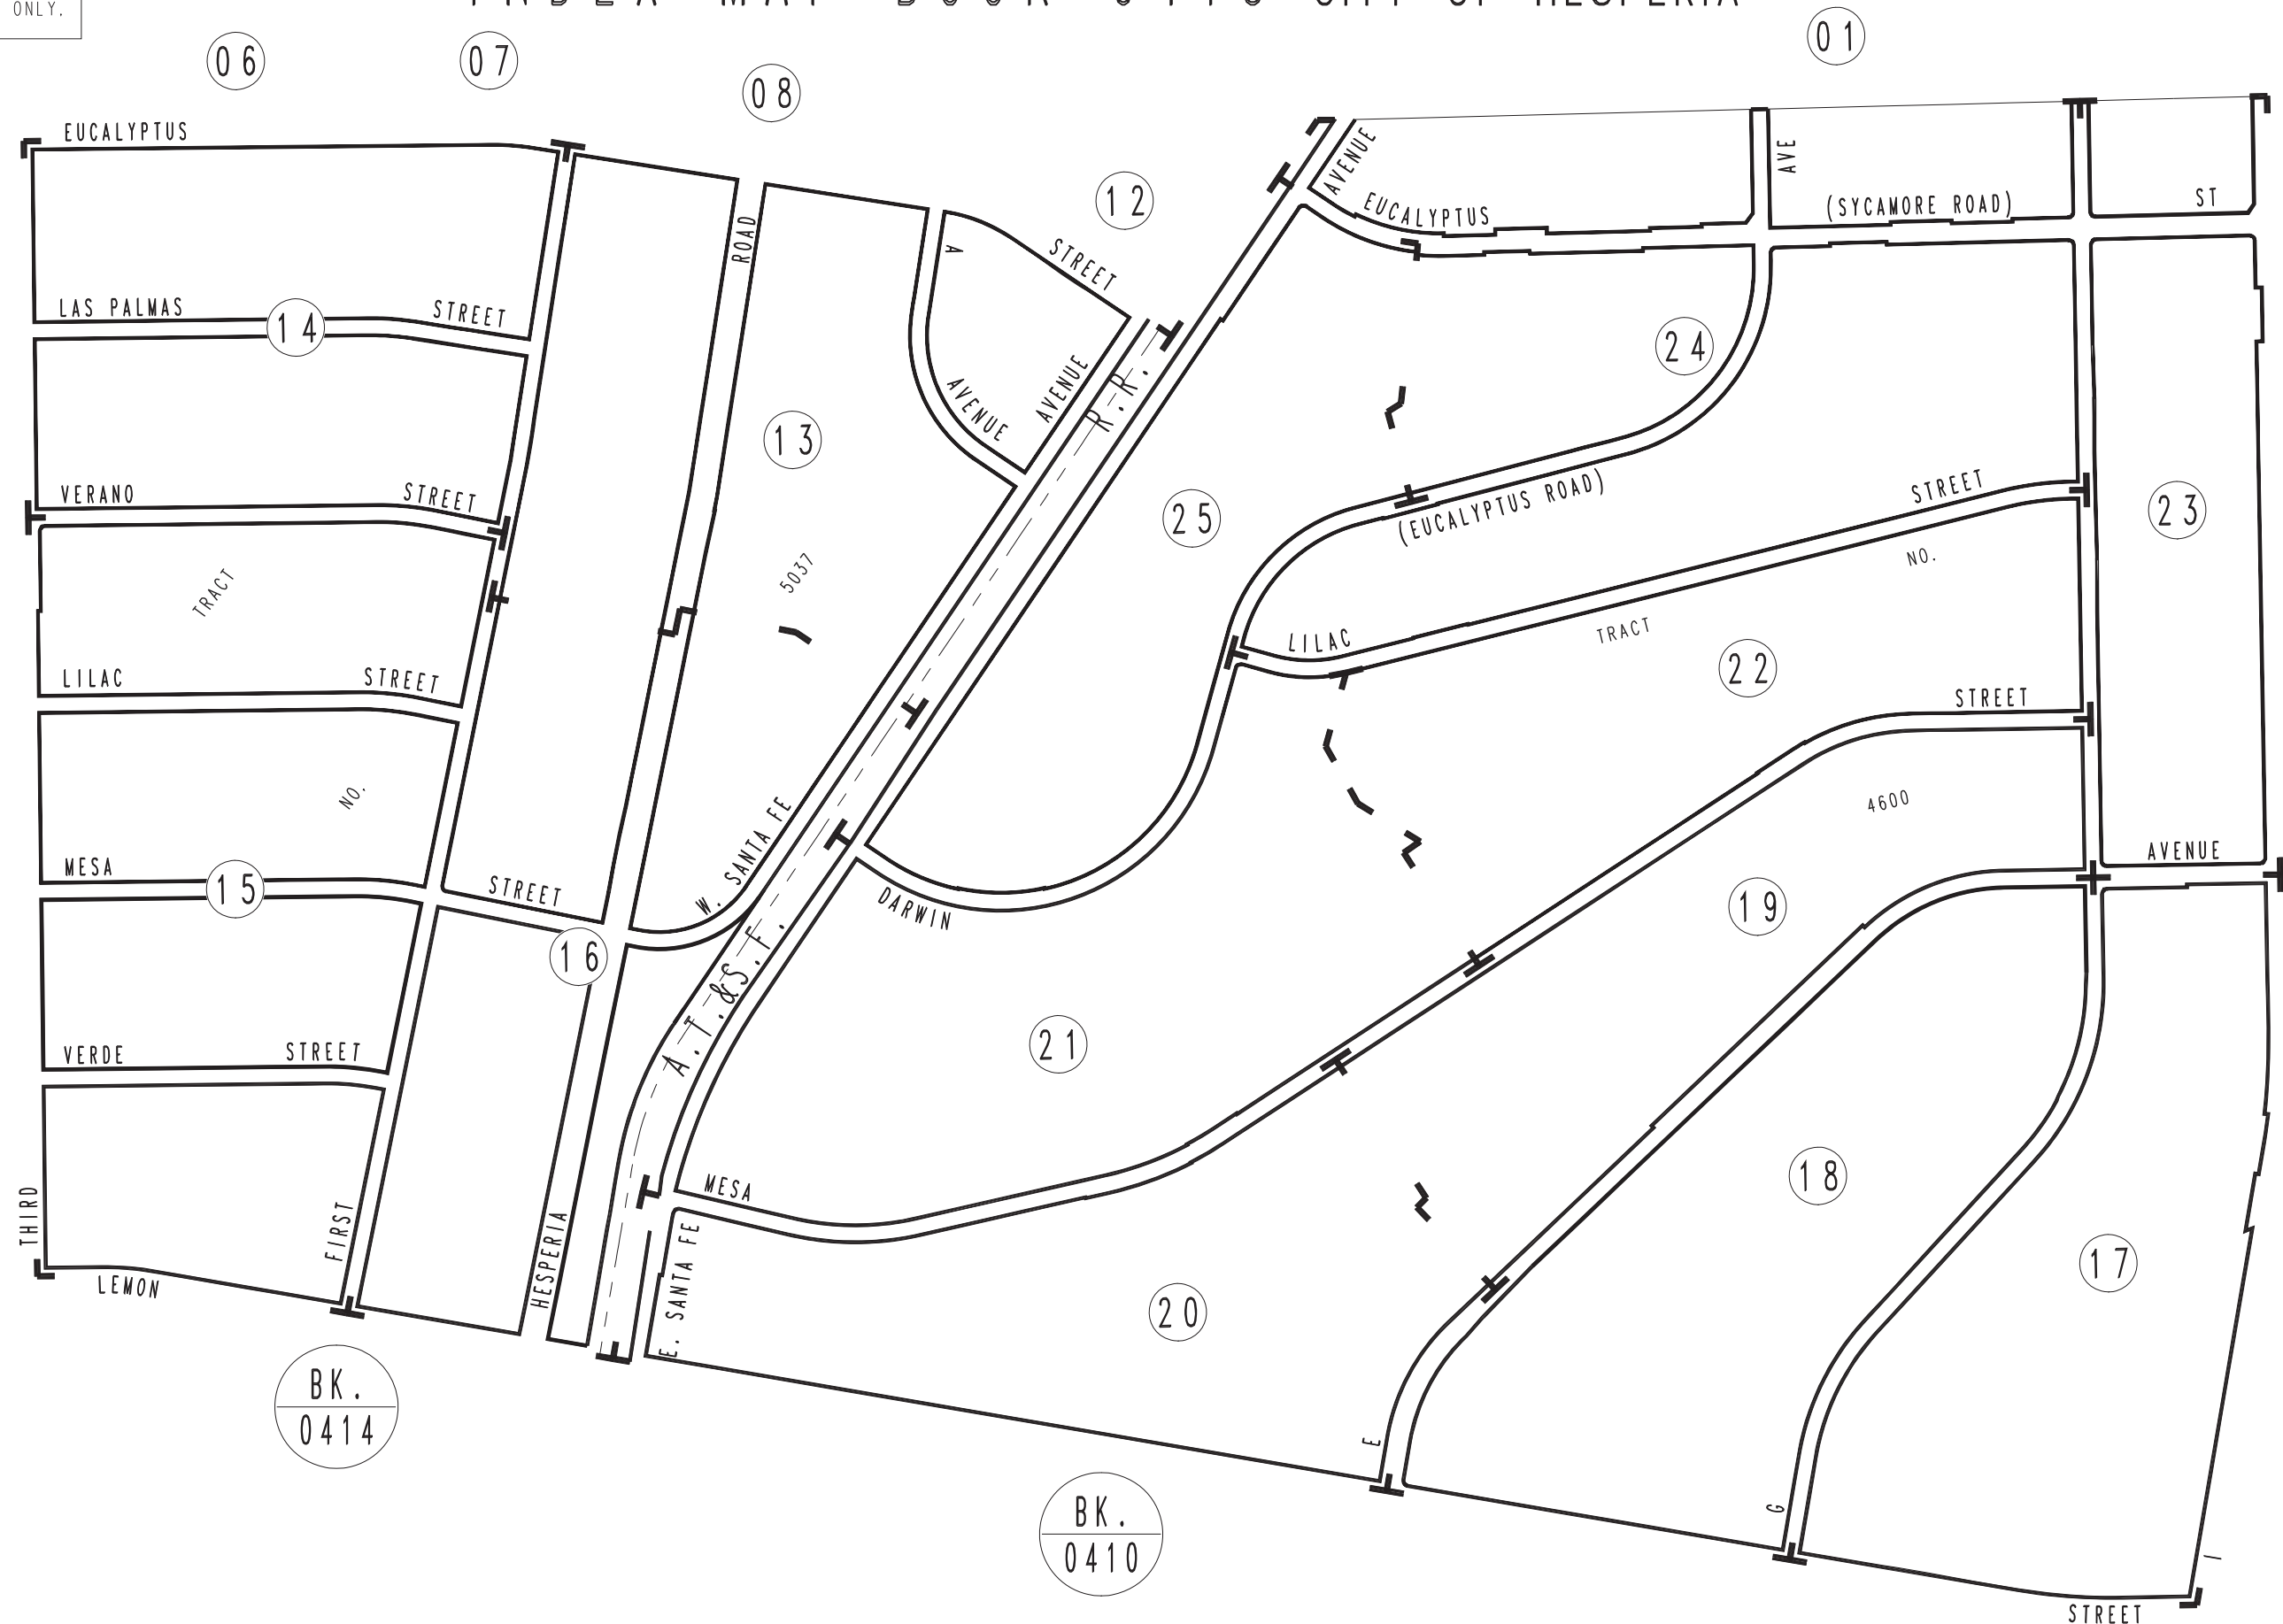 ONLY.
CITY OF HESPERIA
06
07
08
01
EUCALYPTUS
12
AVENUE
AVE
EUCALYPTUS
(SYCAMORE ROAD)
ST
ROAD
A
STREET
LAS PALMAS
14
STREET
24
AVENUE
AVENUE
R.R.
13
VERANO
STREET
25
(EUCALYPTUS ROAD)
STREET
23
TRACT
5037
NO.
LILAC
TRACT
LILAC
STREET
22
STREET
NO.
4600
MESA
15
STREET
W. SANTA FE
AVENUE
DARWIN
19
16
A.T.&S.F.
VERDE
STREET
21
18
MESA
THIRD
FIRST
HESPERIA
E. SANTA FE
17
LEMON
20
BK.
0414
E
G
BK.
0410
I
STREET